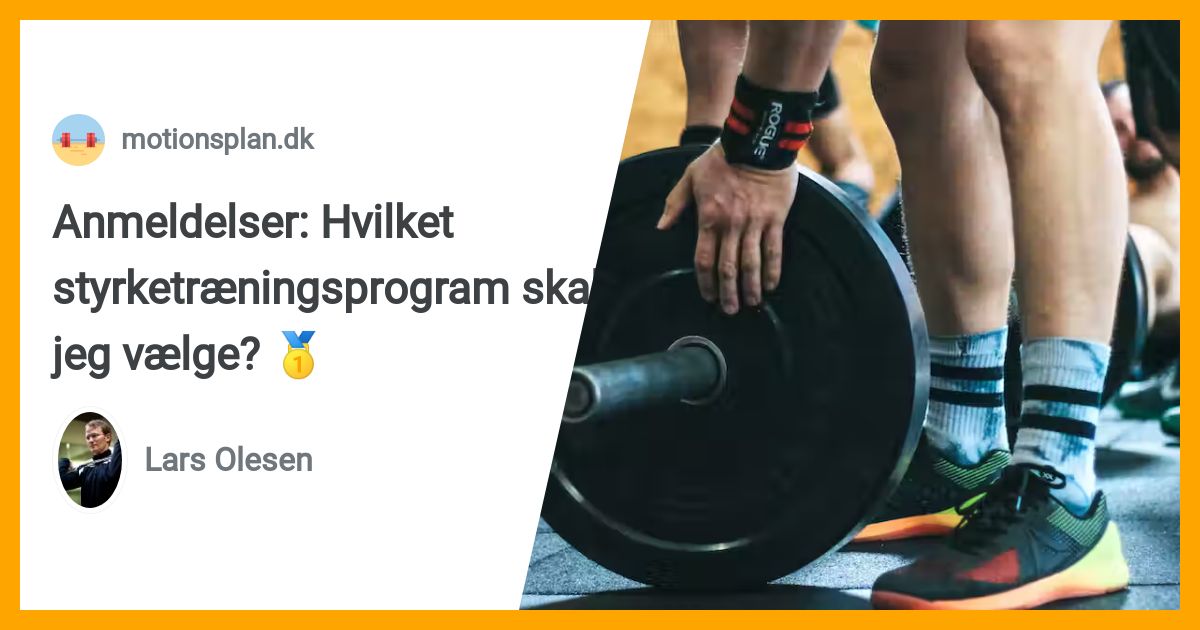 motionsplan.dk
Anmeldelser: Hvilket
styrketræningsprogram ska
jeg vælge? 🥇
Lars Olesen
ROGUE